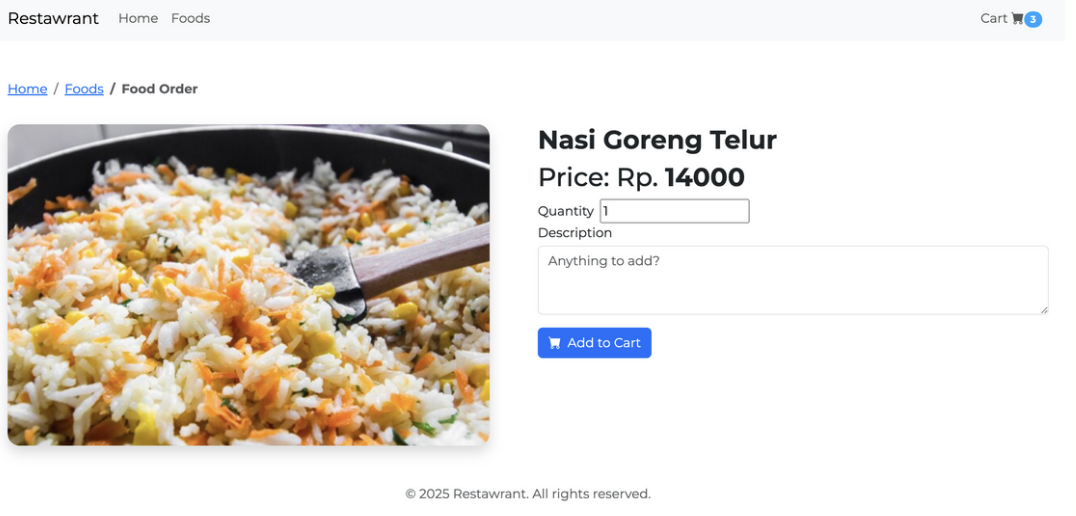 Restawrant Home Foods Cart 3
Home / Foods / Food Order
Nasi Goreng Telur
Price: Rp. 14000
Quantity 1
Description
Anything to add?
Add to Cart
© 2025 Restawrant. All rights reserved.